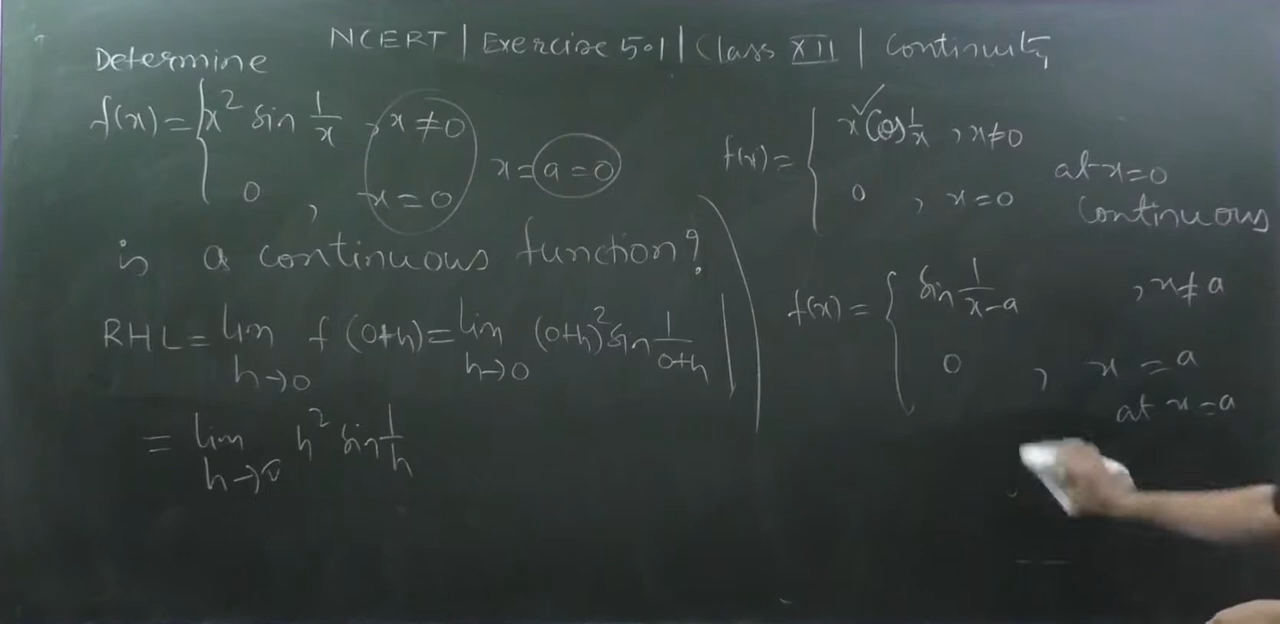 NCERT | Exercise 5.1 | Class XII | Continuity
Determine
f(x) = { x² sin 1/x , x ≠ 0
0 , x = 0
x = a = 0
is a continuous function?
RHL = lim h→0 f(0+h) = lim h→0 (0+h)² sin 1/(0+h)
= lim h→0 h² sin 1/h
f(x) = { x cos 1/x , x ≠ 0
0 , x = 0
at x = 0
continuous
f(x) = { sin 1/(x-a) , x ≠ a
0 , x = a
at x = a